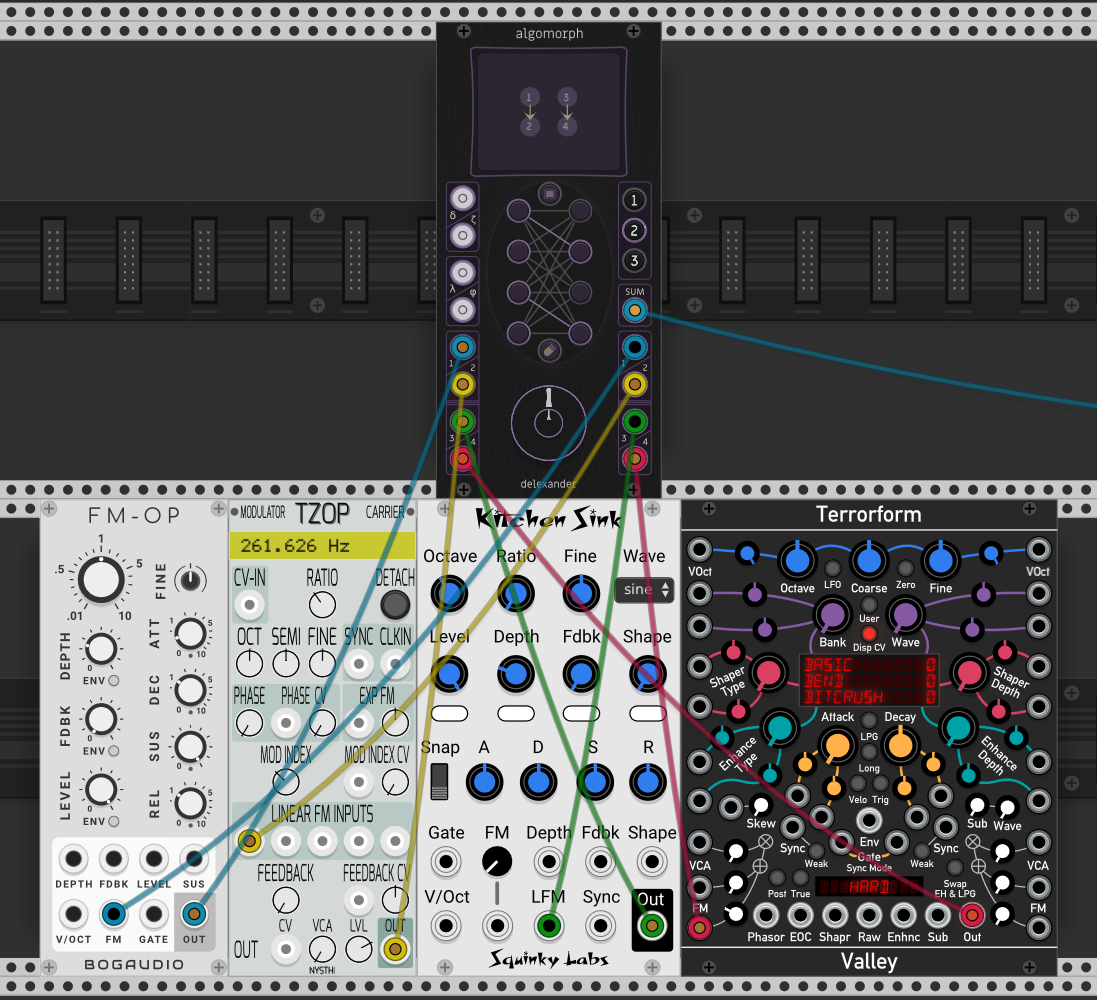 algomorph
1 3
2 4
δ
ζ
λ
φ
1
2
3
SUM
1 2
3 4
1 2
3 4
delexander
FM-OP
1
.5 5
.01 10
FINE
DEPTH
0
ENV
FDBK
0
ENV
LEVEL
0
ENV
ATT
5
0 10
DEC
5
0 10
SUS
0
REL
5
0 10
DEPTH FDBK LEVEL SUS
V/OCT FM GATE OUT
BOGAUDIO
MODULATOR TZOP CARRIER
261.626 Hz
CV-IN RATIO DETACH
OCT SEMI FINE SYNC CLKIN
PHASE PHASE CV EXP FM
MOD INDEX MOD INDEX CV
LINEAR FM INPUTS
FEEDBACK FEEDBACK CV
CV VCA LVL OUT
OUT
NYSTHI
Kitchen Sink
Octave Ratio Fine Wave
sine
Level Depth Fdbk Shape
Snap A D S R
Gate FM Depth Fdbk Shape
V/Oct LFM Sync Out
Squinky Labs
Terrorform
VOct Octave LFO Coarse Zero Fine VOct
User
Bank Wave
Disp CV
BASIC 0
BEND 0
BITCRUSH 0
Shaper Type
Shaper Depth
Attack Decay
LPG
Enhance Type
Enhance Depth
Long
Velo Trig
Skew Sub Wave
Env
Sync Gate Sync
VCA Weak Sync Mode Weak VCA
Post True HARD Swap
EH & LPG
FM FM
Phasor EOC Shapr Raw Enhnc Sub Out
Valley